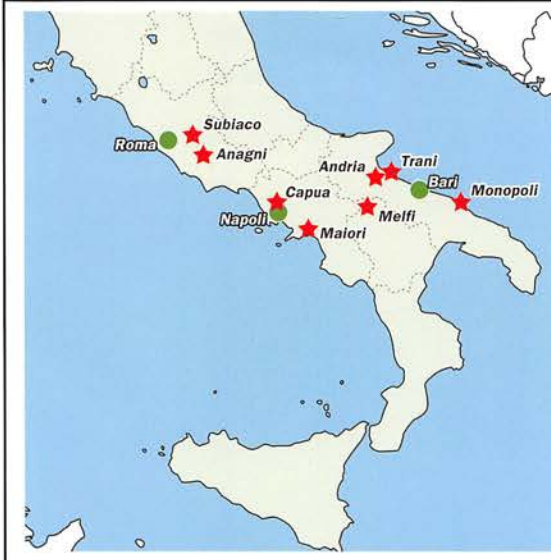 Subiaco
Roma
Anagni
Trani
Andria
Bari
Capua
Monopoli
Napoli
Melfi
Maiori